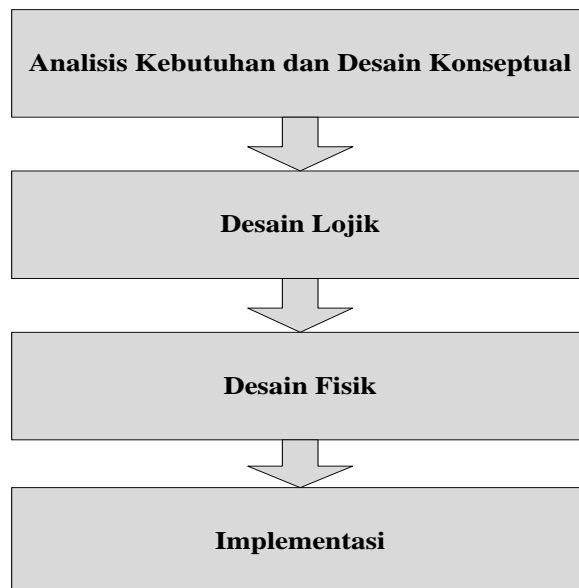 Analisis Kebutuhan dan Desain Konseptual
Desain Lojik
Desain Fisik
Implementasi